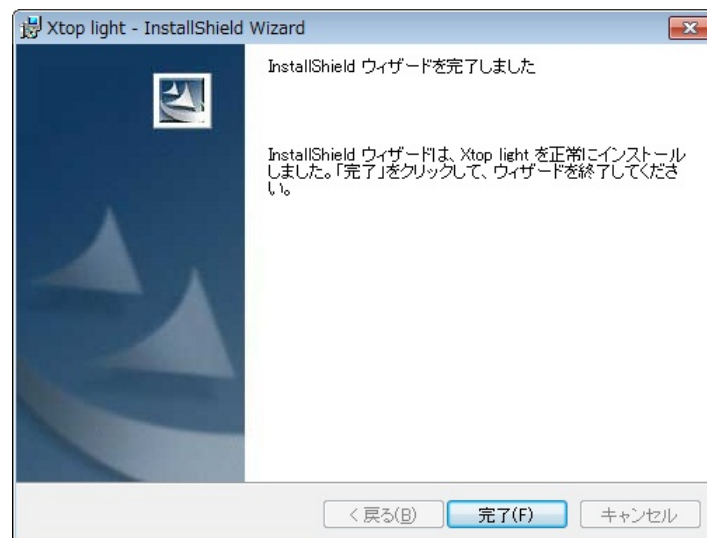 Xtop light - InstallShield Wizard
InstallShield ウィザードを完了しました
InstallShield ウィザードは、Xtop light を正常にインストール
しました。「完了」をクリックして、ウィザードを終了してくださ
い。
< 戻る(B)
完了(F)
キャンセル